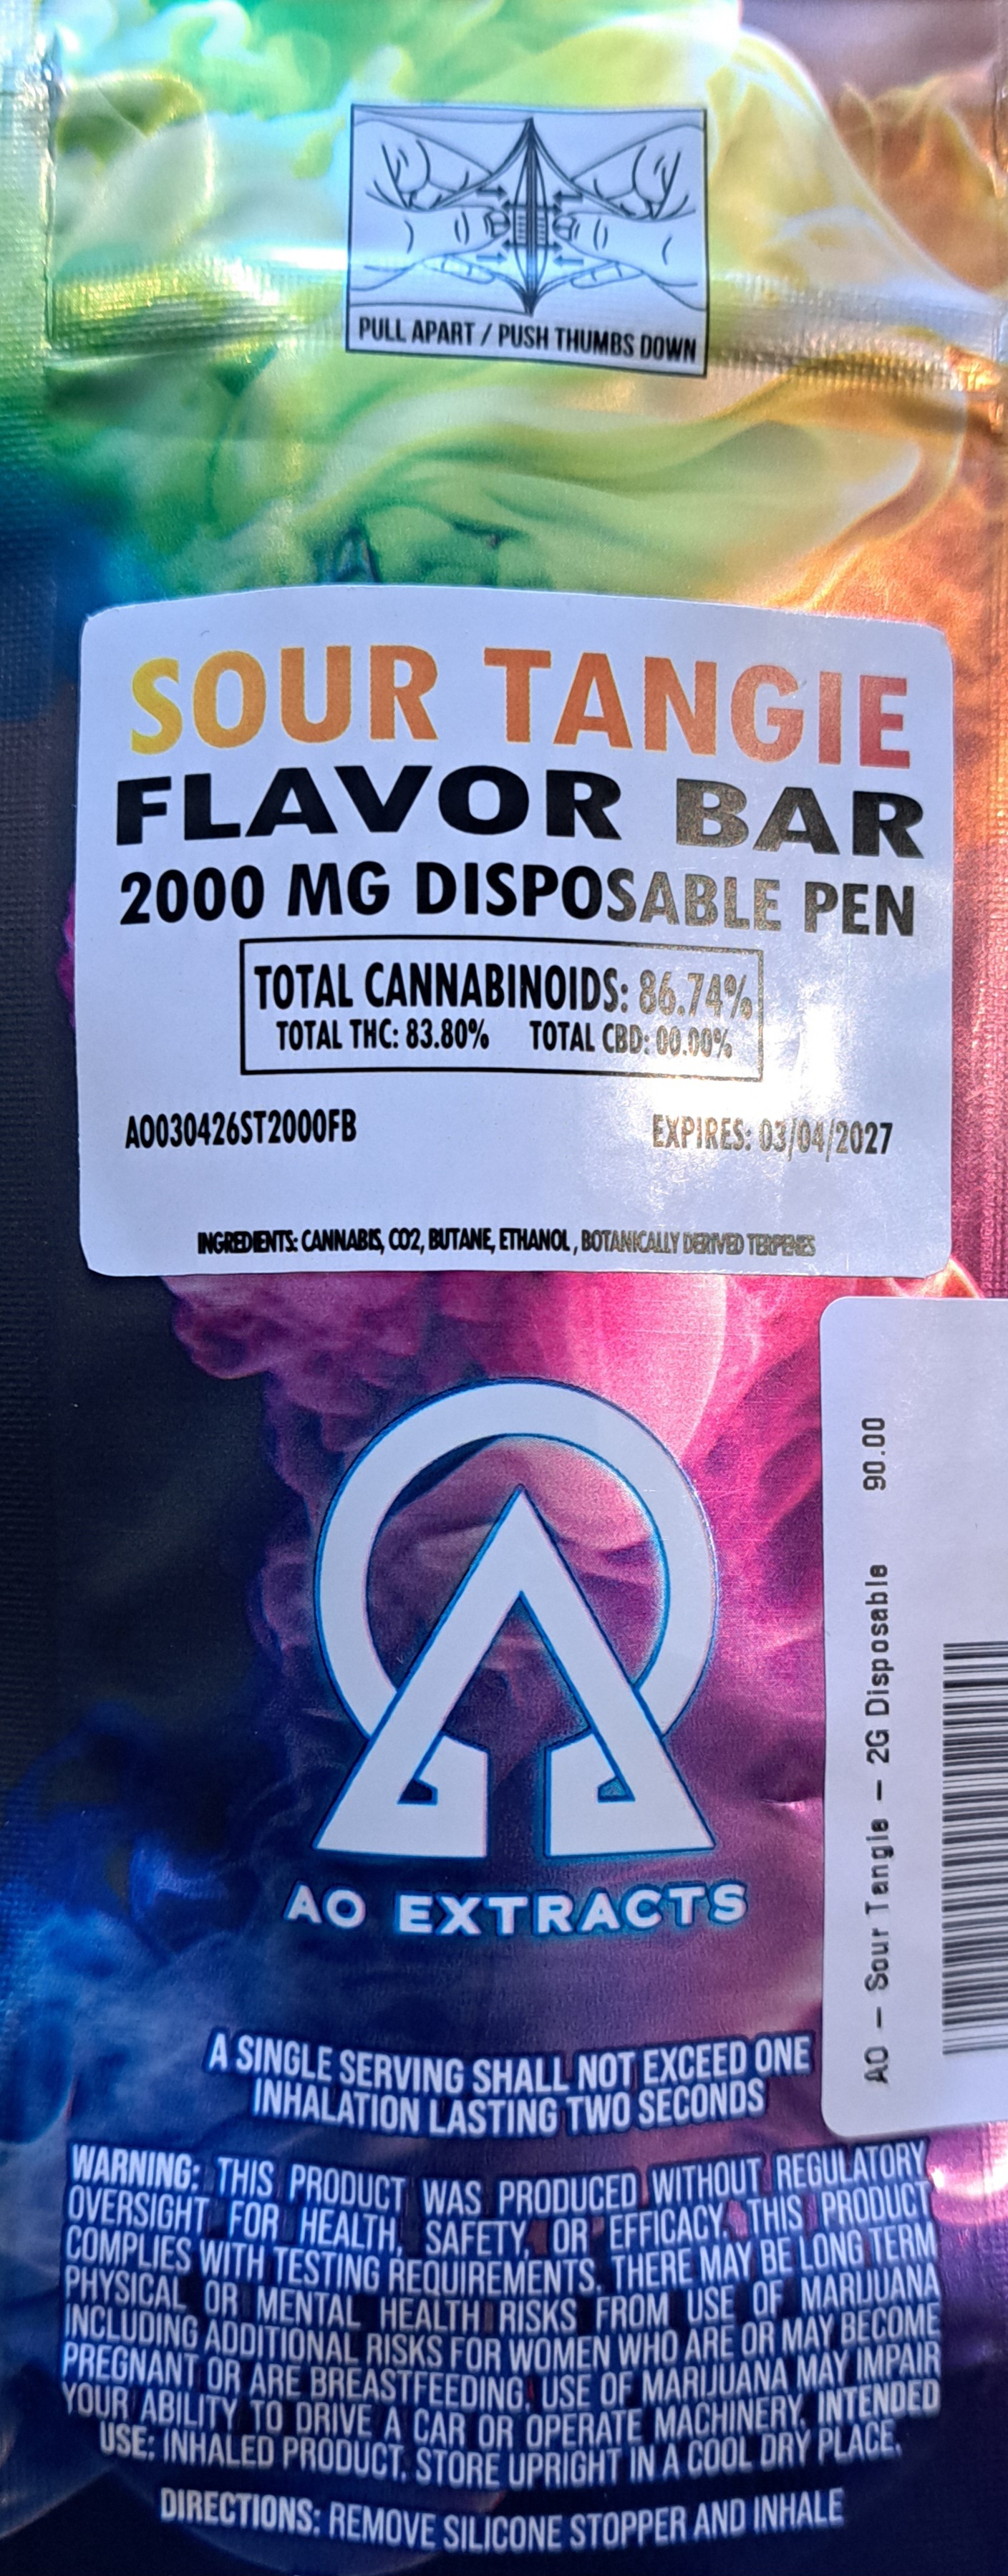 PULL APART / PUSH THUMBS DOWN
SOUR TANGIE
FLAVOR BAR
2000 MG DISPOSABLE PEN
TOTAL CANNABINOIDS: 86.74%
TOTAL THC: 83.80% TOTAL CBD: 00.00%
AO030426ST2000FB EXPIRES: 03/04/2027
INGREDIENTS: CANNABIS, CO2, BUTANE, ETHANOL , BOTANICALLY DERIVED TERPENES
AO - Sour Tangie - 2G Disposable 90.00
AO EXTRACTS
A SINGLE SERVING SHALL NOT EXCEED ONE
INHALATION LASTING TWO SECONDS
WARNING: THIS PRODUCT WAS PRODUCED WITHOUT REGULATORY
OVERSIGHT FOR HEALTH, SAFETY, OR EFFICACY. THIS PRODUCT
COMPLIES WITH TESTING REQUIREMENTS. THERE MAY BE LONG TERM
PHYSICAL OR MENTAL HEALTH RISKS FROM USE OF MARIJUANA
INCLUDING ADDITIONAL RISKS FOR WOMEN WHO ARE OR MAY BECOME
PREGNANT OR ARE BREASTFEEDING. USE OF MARIJUANA MAY IMPAIR
YOUR ABILITY TO DRIVE A CAR OR OPERATE MACHINERY. INTENDED
USE: INHALED PRODUCT. STORE UPRIGHT IN A COOL DRY PLACE.
DIRECTIONS: REMOVE SILICONE STOPPER AND INHALE